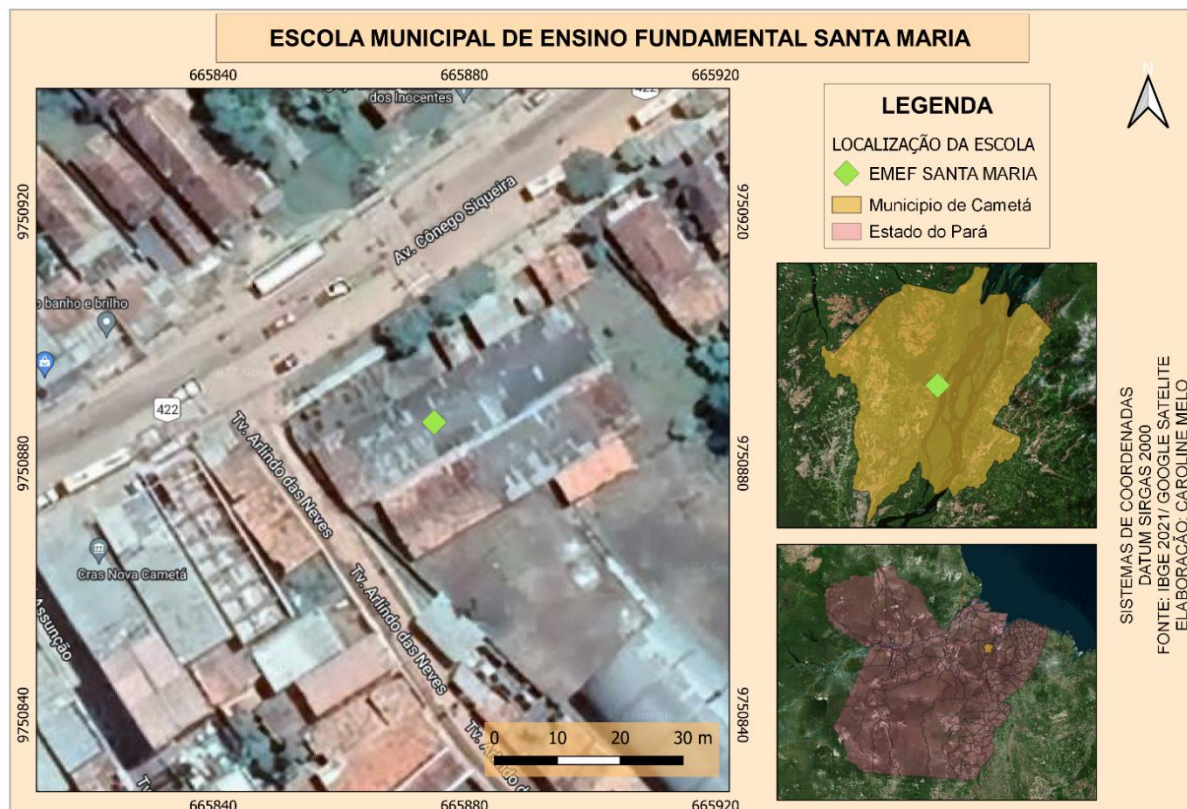 ESCOLA MUNICIPAL DE ENSINO FUNDAMENTAL SANTA MARIA
665840
665880
665920
dos Inocentes
422
N
LEGENDA
LOCALIZAÇÃO DA ESCOLA
EMEF SANTA MARIA
Municipio de Cametá
Estado do Pará
9750920
9750920
Av. Cônego Siqueira
banho e brilho
422
Tv. Arlindo das Neves
9750880
9750880
Cras Nova Cametá
Assunção
Tv. Arlindo das Neves
Tv. Arlindo
9750840
9750840
0 10 20 30 m
665840
665880
665920
SISTEMAS DE COORDENADAS
DATUM SIRGAS 2000
FONTE: IBGE 2021/ GOOGLE SATELITE
ELABORAÇÃO: CAROLINE MELO